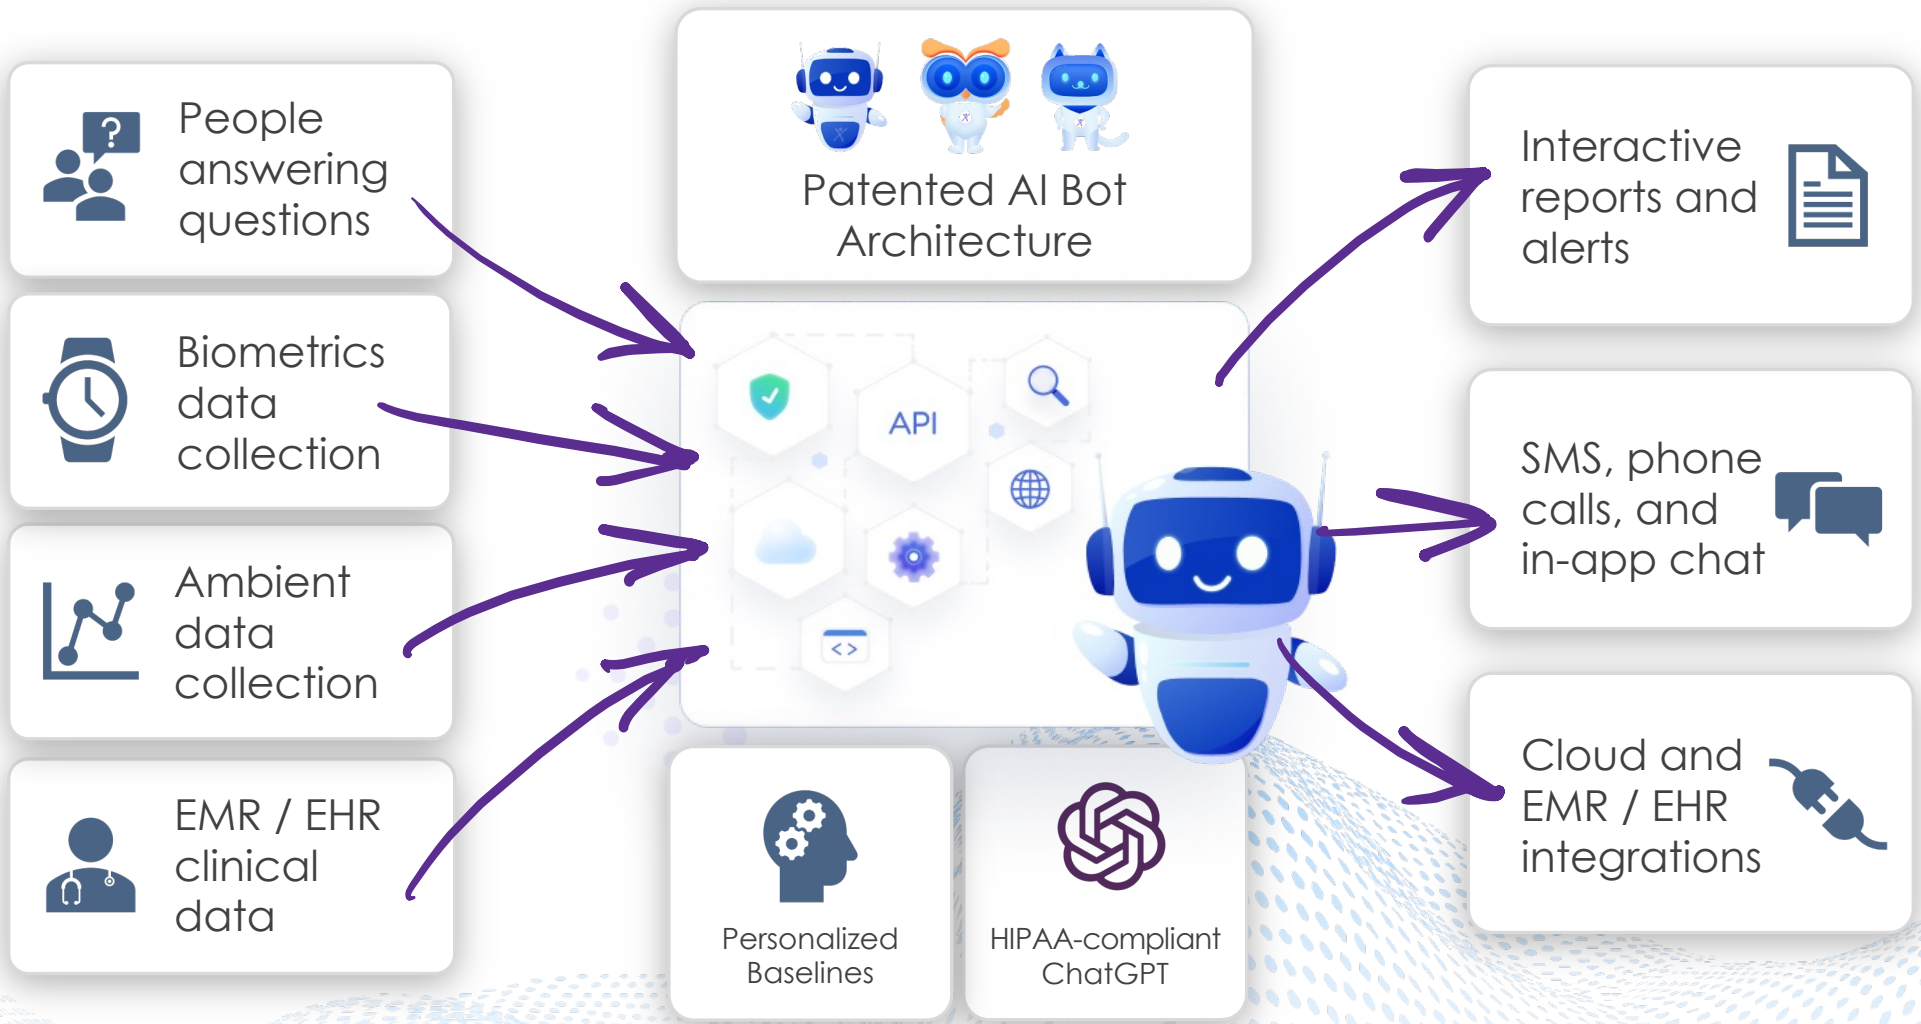 People
answering
questions
Biometrics
data
collection
Ambient
data
collection
EMR / EHR
clinical
data
Patented AI Bot
Architecture
API
Personalized
Baselines
HIPAA-compliant
ChatGPT
Interactive
reports and
alerts
SMS, phone
calls, and
in-app chat
Cloud and
EMR / EHR
integrations